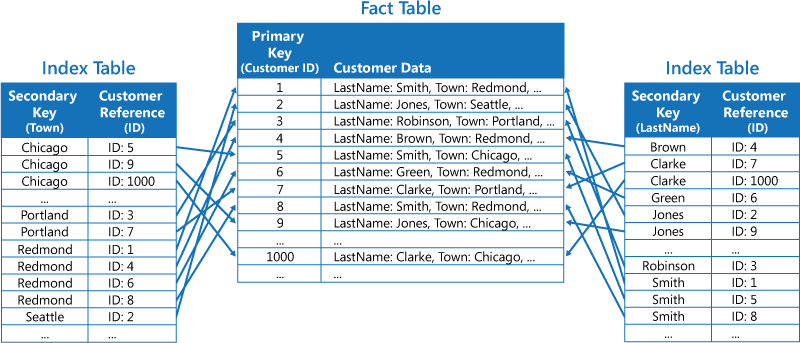 Fact Table
Primary
Key
(Customer ID)
Customer Data
1 LastName: Smith, Town: Redmond, ...
2 LastName: Jones, Town: Seattle, ...
3 LastName: Robinson, Town: Portland, ...
4 LastName: Brown, Town: Redmond, ...
5 LastName: Smith, Town: Chicago, ...
6 LastName: Green, Town: Redmond, ...
7 LastName: Clarke, Town: Portland, ...
8 LastName: Smith, Town: Redmond, ...
9 LastName: Jones, Town: Chicago, ...
... ...
1000 LastName: Clarke, Town: Chicago, ...
... ...
Index Table
Secondary
Key
(Town)
Customer
Reference
(ID)
Chicago ID: 5
Chicago ID: 9
Chicago ID: 1000
... ...
Portland ID: 3
Portland ID: 7
Redmond ID: 1
Redmond ID: 4
Redmond ID: 6
Redmond ID: 8
Seattle ID: 2
... ...
Index Table
Secondary
Key
(LastName)
Customer
Reference
(ID)
Brown ID: 4
Clarke ID: 7
Clarke ID: 1000
Green ID: 6
Jones ID: 2
Jones ID: 9
... ...
Robinson ID: 3
Smith ID: 1
Smith ID: 5
Smith ID: 8
... ...